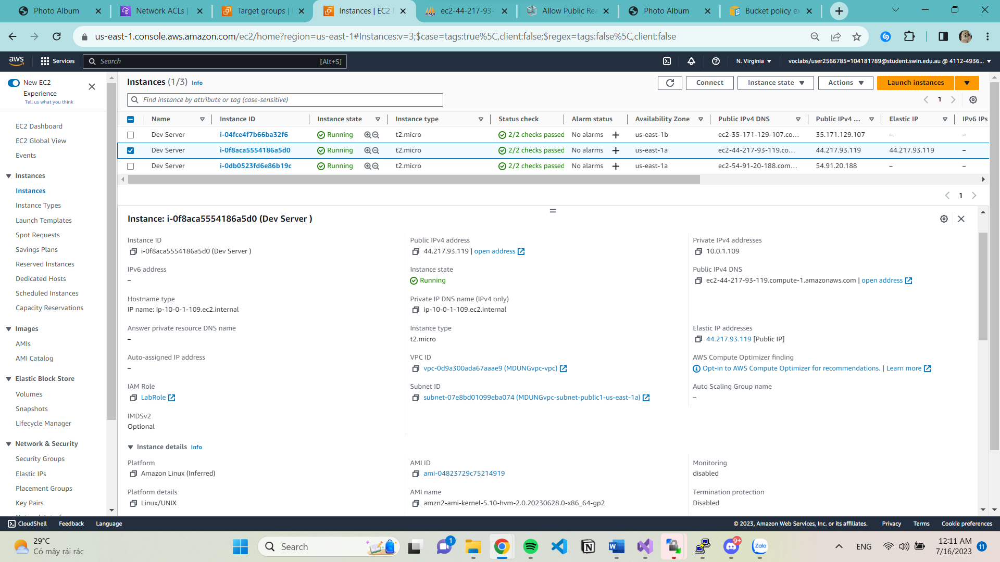 Photo Album
Network ACLs |
Target groups |
Instances | EC2
PMA
ec2-44-217-93-
Allow Public Rea
Photo Album
Bucket policy ex
us-east-1.console.aws.amazon.com/ec2/home?region=us-east-1#Instances:v=3;$case=tags:true%5C,client:false;$regex=tags:false%5C,client:false
aws
Services
Search
[Alt+S]
N. Virginia
voclabs/user2566785=104181789@student.swin.edu.au @ 4112-4936...
New EC2
Experience
Tell us what you think
EC2 Dashboard
EC2 Global View
Events
Instances
Instances
Instance Types
Launch Templates
Spot Requests
Savings Plans
Reserved Instances
Dedicated Hosts
Scheduled Instances
Capacity Reservations
Images
AMIs
AMI Catalog
Elastic Block Store
Volumes
Snapshots
Lifecycle Manager
Network & Security
Security Groups
Elastic IPs
Placement Groups
Key Pairs
Instances (1/3) Info
Connect
Instance state
Actions
Launch instances
Find instance by attribute or tag (case-sensitive)
1
Name Instance ID Instance state Instance type Status check Alarm status Availability Zone Public IPv4 DNS Public IPv4 ... Elastic IP IPv6 IPs
Dev Server i-04fce4f7b66ba32f6 Running t2.micro 2/2 checks passed No alarms + us-east-1b ec2-35-171-129-107.co... 35.171.129.107 – –
Dev Server i-0f8aca5554186a5d0 Running t2.micro 2/2 checks passed No alarms + us-east-1a ec2-44-217-93-119.co... 44.217.93.119 44.217.93.119 –
Dev Server i-0db0523fd6e86b19c Running t2.micro 2/2 checks passed No alarms + us-east-1a ec2-54-91-20-188.com... 54.91.20.188 – –
1
Instance: i-0f8aca5554186a5d0 (Dev Server )
Instance ID
i-0f8aca5554186a5d0 (Dev Server )
Public IPv4 address
44.217.93.119 | open address
Private IPv4 addresses
10.0.1.109
IPv6 address
–
Instance state
Running
Public IPv4 DNS
ec2-44-217-93-119.compute-1.amazonaws.com | open address
Hostname type
IP name: ip-10-0-1-109.ec2.internal
Private IP DNS name (IPv4 only)
ip-10-0-1-109.ec2.internal
Answer private resource DNS name
–
Instance type
t2.micro
Elastic IP addresses
44.217.93.119 [Public IP]
Auto-assigned IP address
–
VPC ID
vpc-0d9a300ada67aaae9 (MDUNGvpc-vpc)
AWS Compute Optimizer finding
Opt-in to AWS Compute Optimizer for recommendations. | Learn more
IAM Role
LabRole
Subnet ID
subnet-07e8bd01099eba074 (MDUNGvpc-subnet-public1-us-east-1a)
Auto Scaling Group name
–
IMDSv2
Optional
Instance details Info
Platform
Amazon Linux (Inferred)
AMI ID
ami-04823729c75214919
Monitoring
disabled
Platform details
Linux/UNIX
AMI name
amzn2-ami-kernel-5.10-hvm-2.0.20230628.0-x86_64-gp2
Termination protection
Disabled
CloudShell
Feedback
Language
© 2023, Amazon Web Services, Inc. or its affiliates.
Privacy
Terms
Cookie preferences
29°C
Có mây rải rác
Search
1
9+
Zalo
ENG
12:11 AM
7/16/2023
11